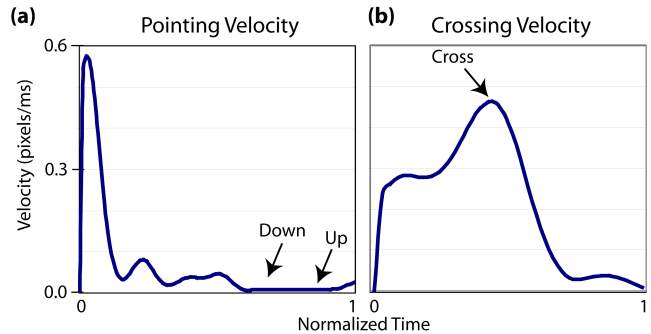 (a) Pointing Velocity
(b) Crossing Velocity
Velocity (pixels/ms)
0.6
0.3
0.0
Down
Up
Cross
0
1
0
1
Normalized Time